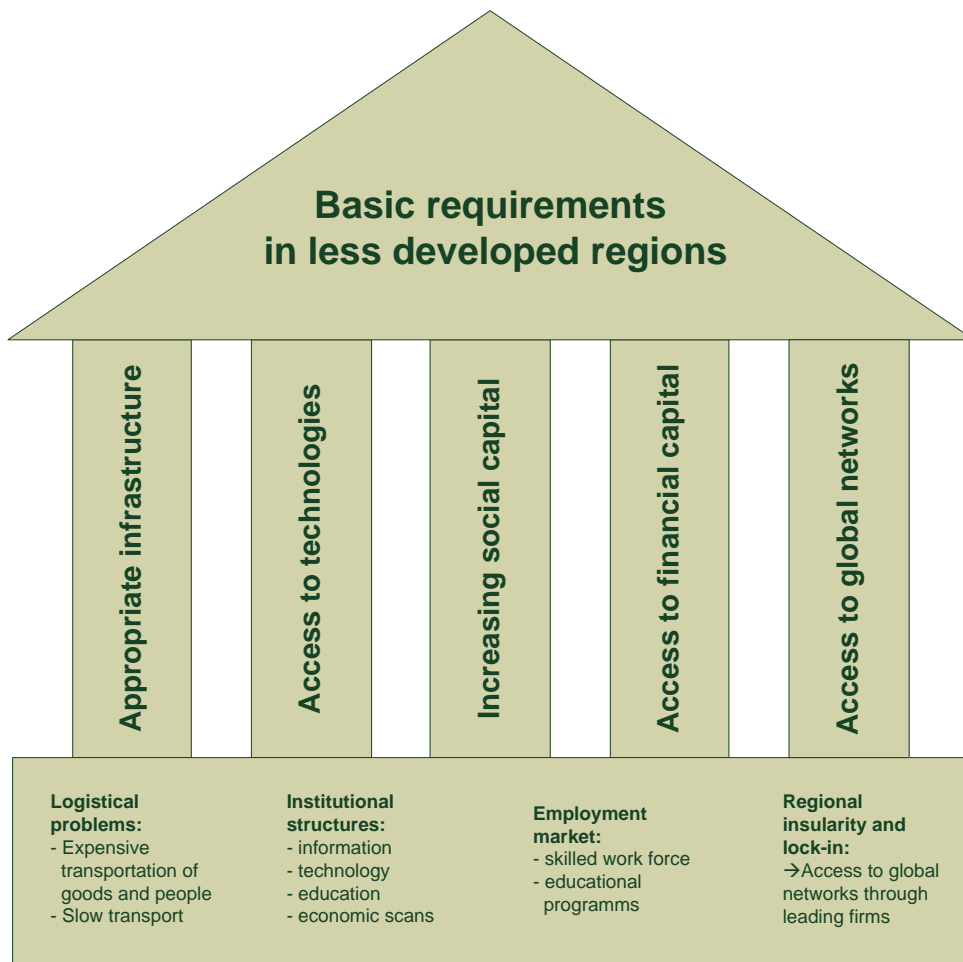 Basic requirements
in less developed regions
Appropriate infrastructure
Access to technologies
Increasing social capital
Access to financial capital
Access to global networks
Logistical
problems:
- Expensive
transportation of
goods and people
- Slow transport
Institutional
structures:
- information
- technology
- education
- economic scans
Employment
market:
- skilled work force
- educational
programms
Regional
insularity and
lock-in:
→Access to global
networks through
leading firms